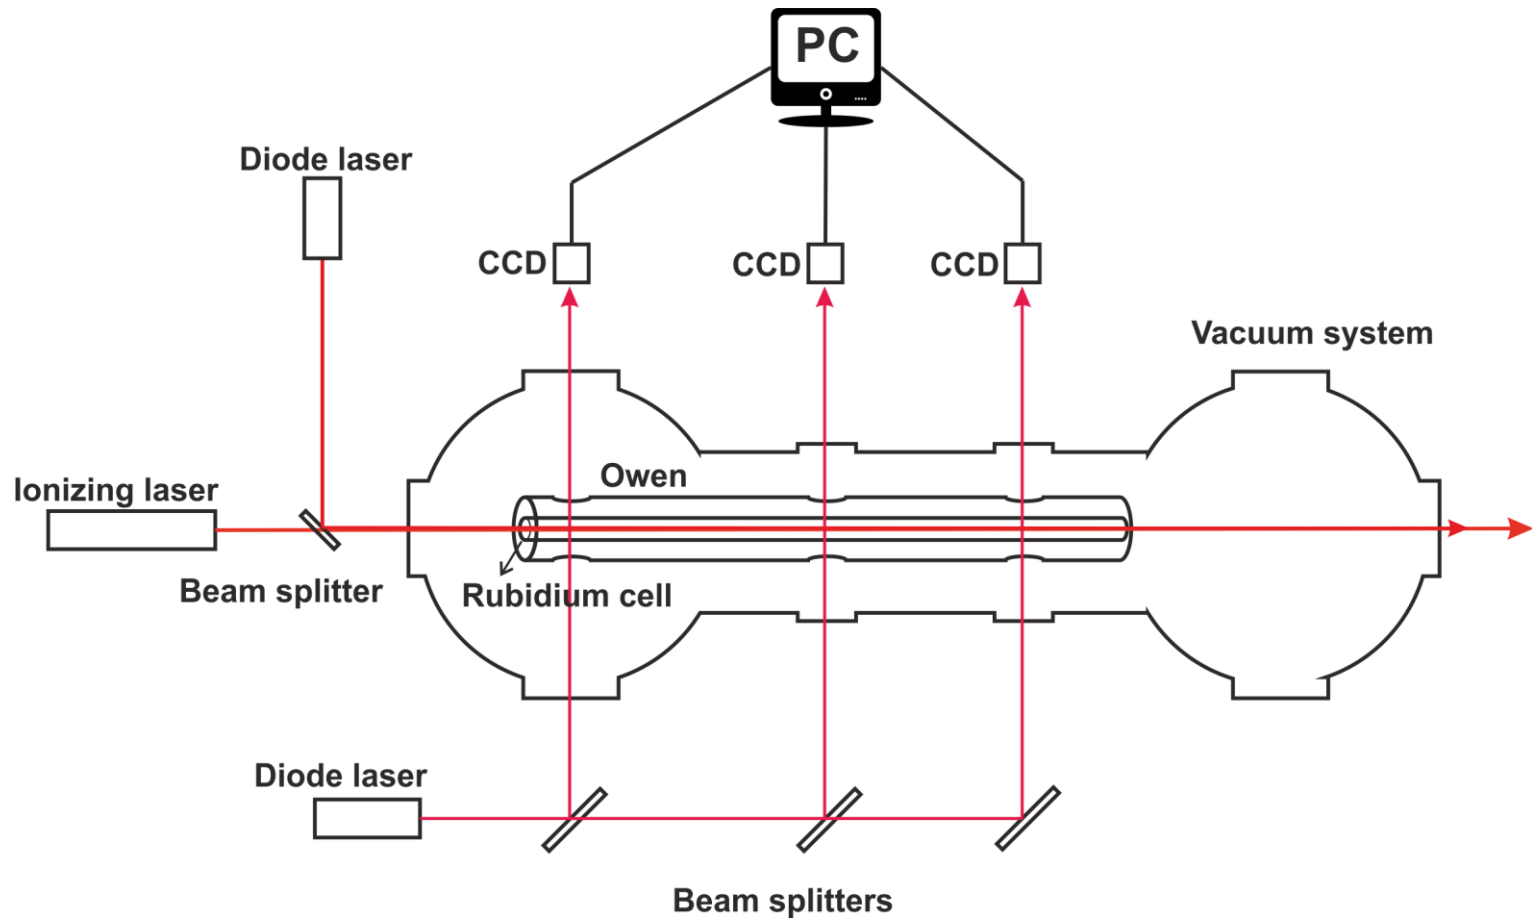 PC
Diode laser
CCD
CCD
CCD
Vacuum system
Ionizing laser
Owen
Beam splitter
Rubidium cell
Diode laser
Beam splitters